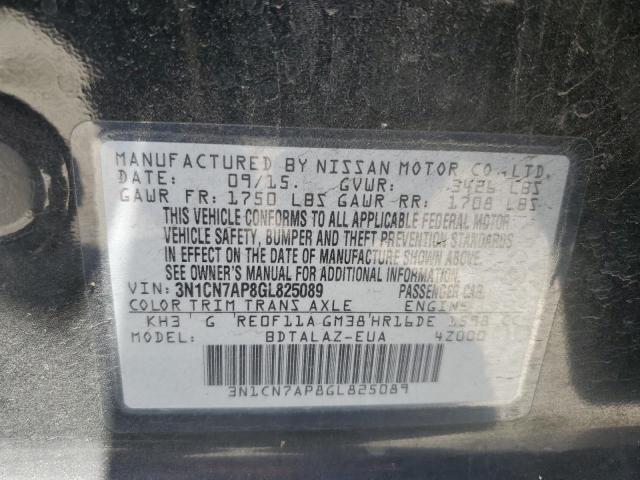 MANUFACTURED BY NISSAN MOTOR CO.,LTD.
DATE: 09/15. GVWR: 3426 LBS
GAWR FR: 1750 LBS GAWR RR: 1708 LBS
THIS VEHICLE CONFORMS TO ALL APPLICABLE FEDERAL MOTOR
VEHICLE SAFETY, BUMPER AND THEFT PREVENTION STANDARDS
IN EFFECT ON THE DATE OF MANUFACTURE SHOWN ABOVE.
SEE OWNER'S MANUAL FOR ADDITIONAL INFORMATION.
VIN: 3N1CN7AP8GL825089 PASSENGER CAR.
COLOR TRIM TRANS AXLE ENGINE
KH3 G RE0F11A GM38 HR16DE 1598
MODEL: BDTALAZ-EUA 42000
3N1CN7AP8GL825089